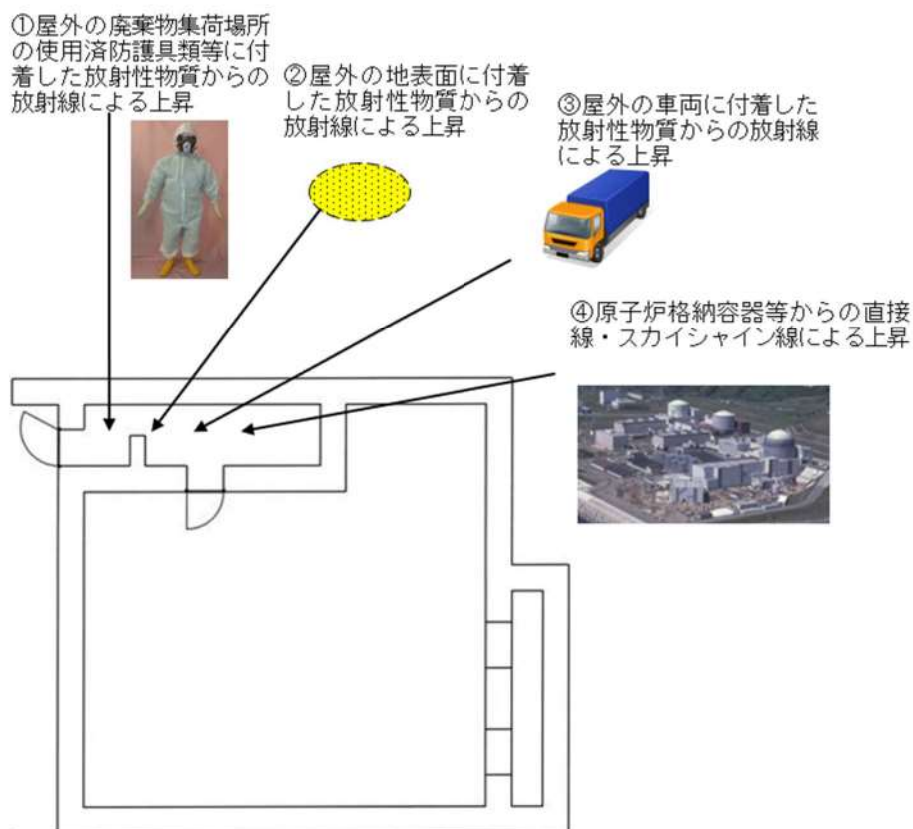 ①屋外の廃棄物集荷場所
の使用済防護具類等に付
着した放射性物質からの
放射線による上昇
②屋外の地表面に付着
した放射性物質からの
放射線による上昇
③屋外の車両に付着した
放射性物質からの放射線
による上昇
④原子炉格納容器等からの直接
線・スカイシャイン線による上昇